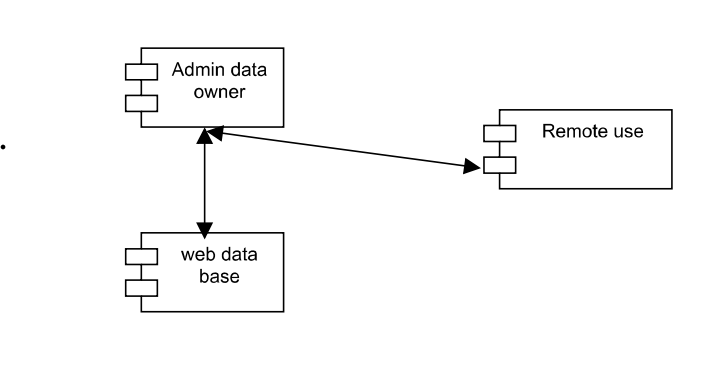 Admin data
owner
Remote use
web data
base